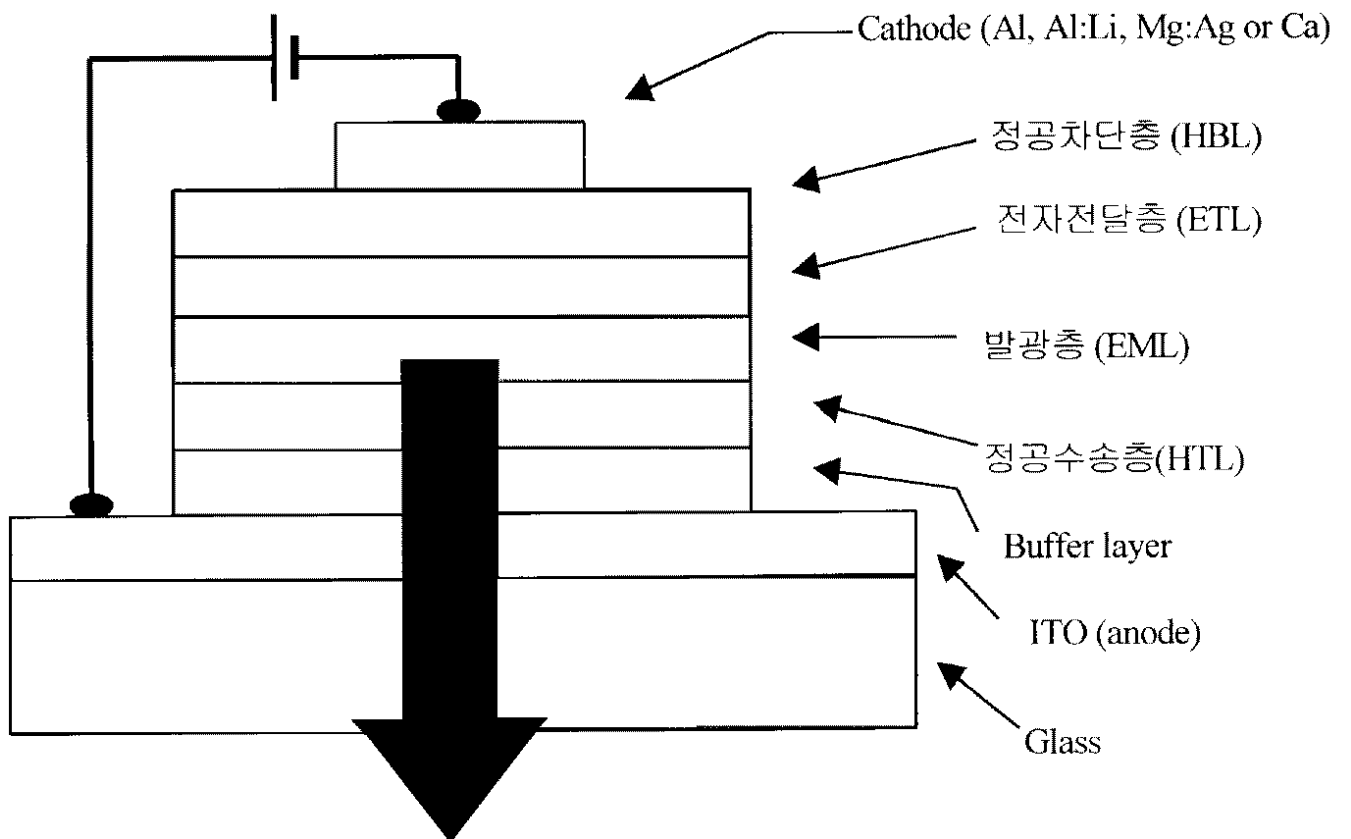 Cathode (Al, Al:Li, Mg:Ag or Ca)
정공차단층 (HBL)
전자전달층 (ETL)
발광층 (EML)
정공수송층(HTL)
Buffer layer
ITO (anode)
Glass